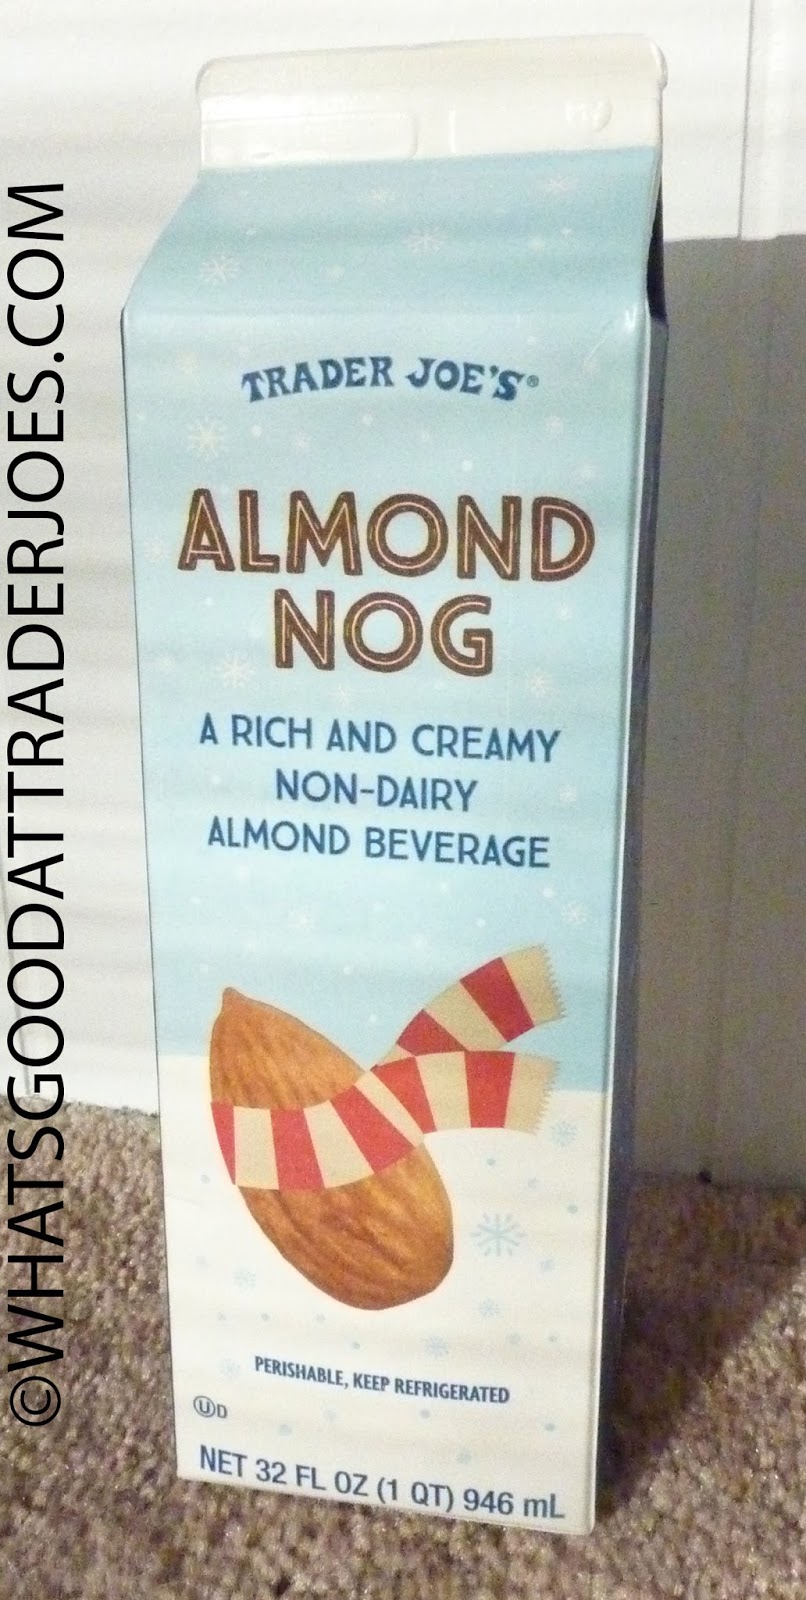 ©WHATSGOODATTRADERJOES.COM
TRADER JOE'S®
ALMOND
NOG
A RICH AND CREAMY
NON-DAIRY
ALMOND BEVERAGE
PERISHABLE, KEEP REFRIGERATED
ⓊD
NET 32 FL OZ (1 QT) 946 mL